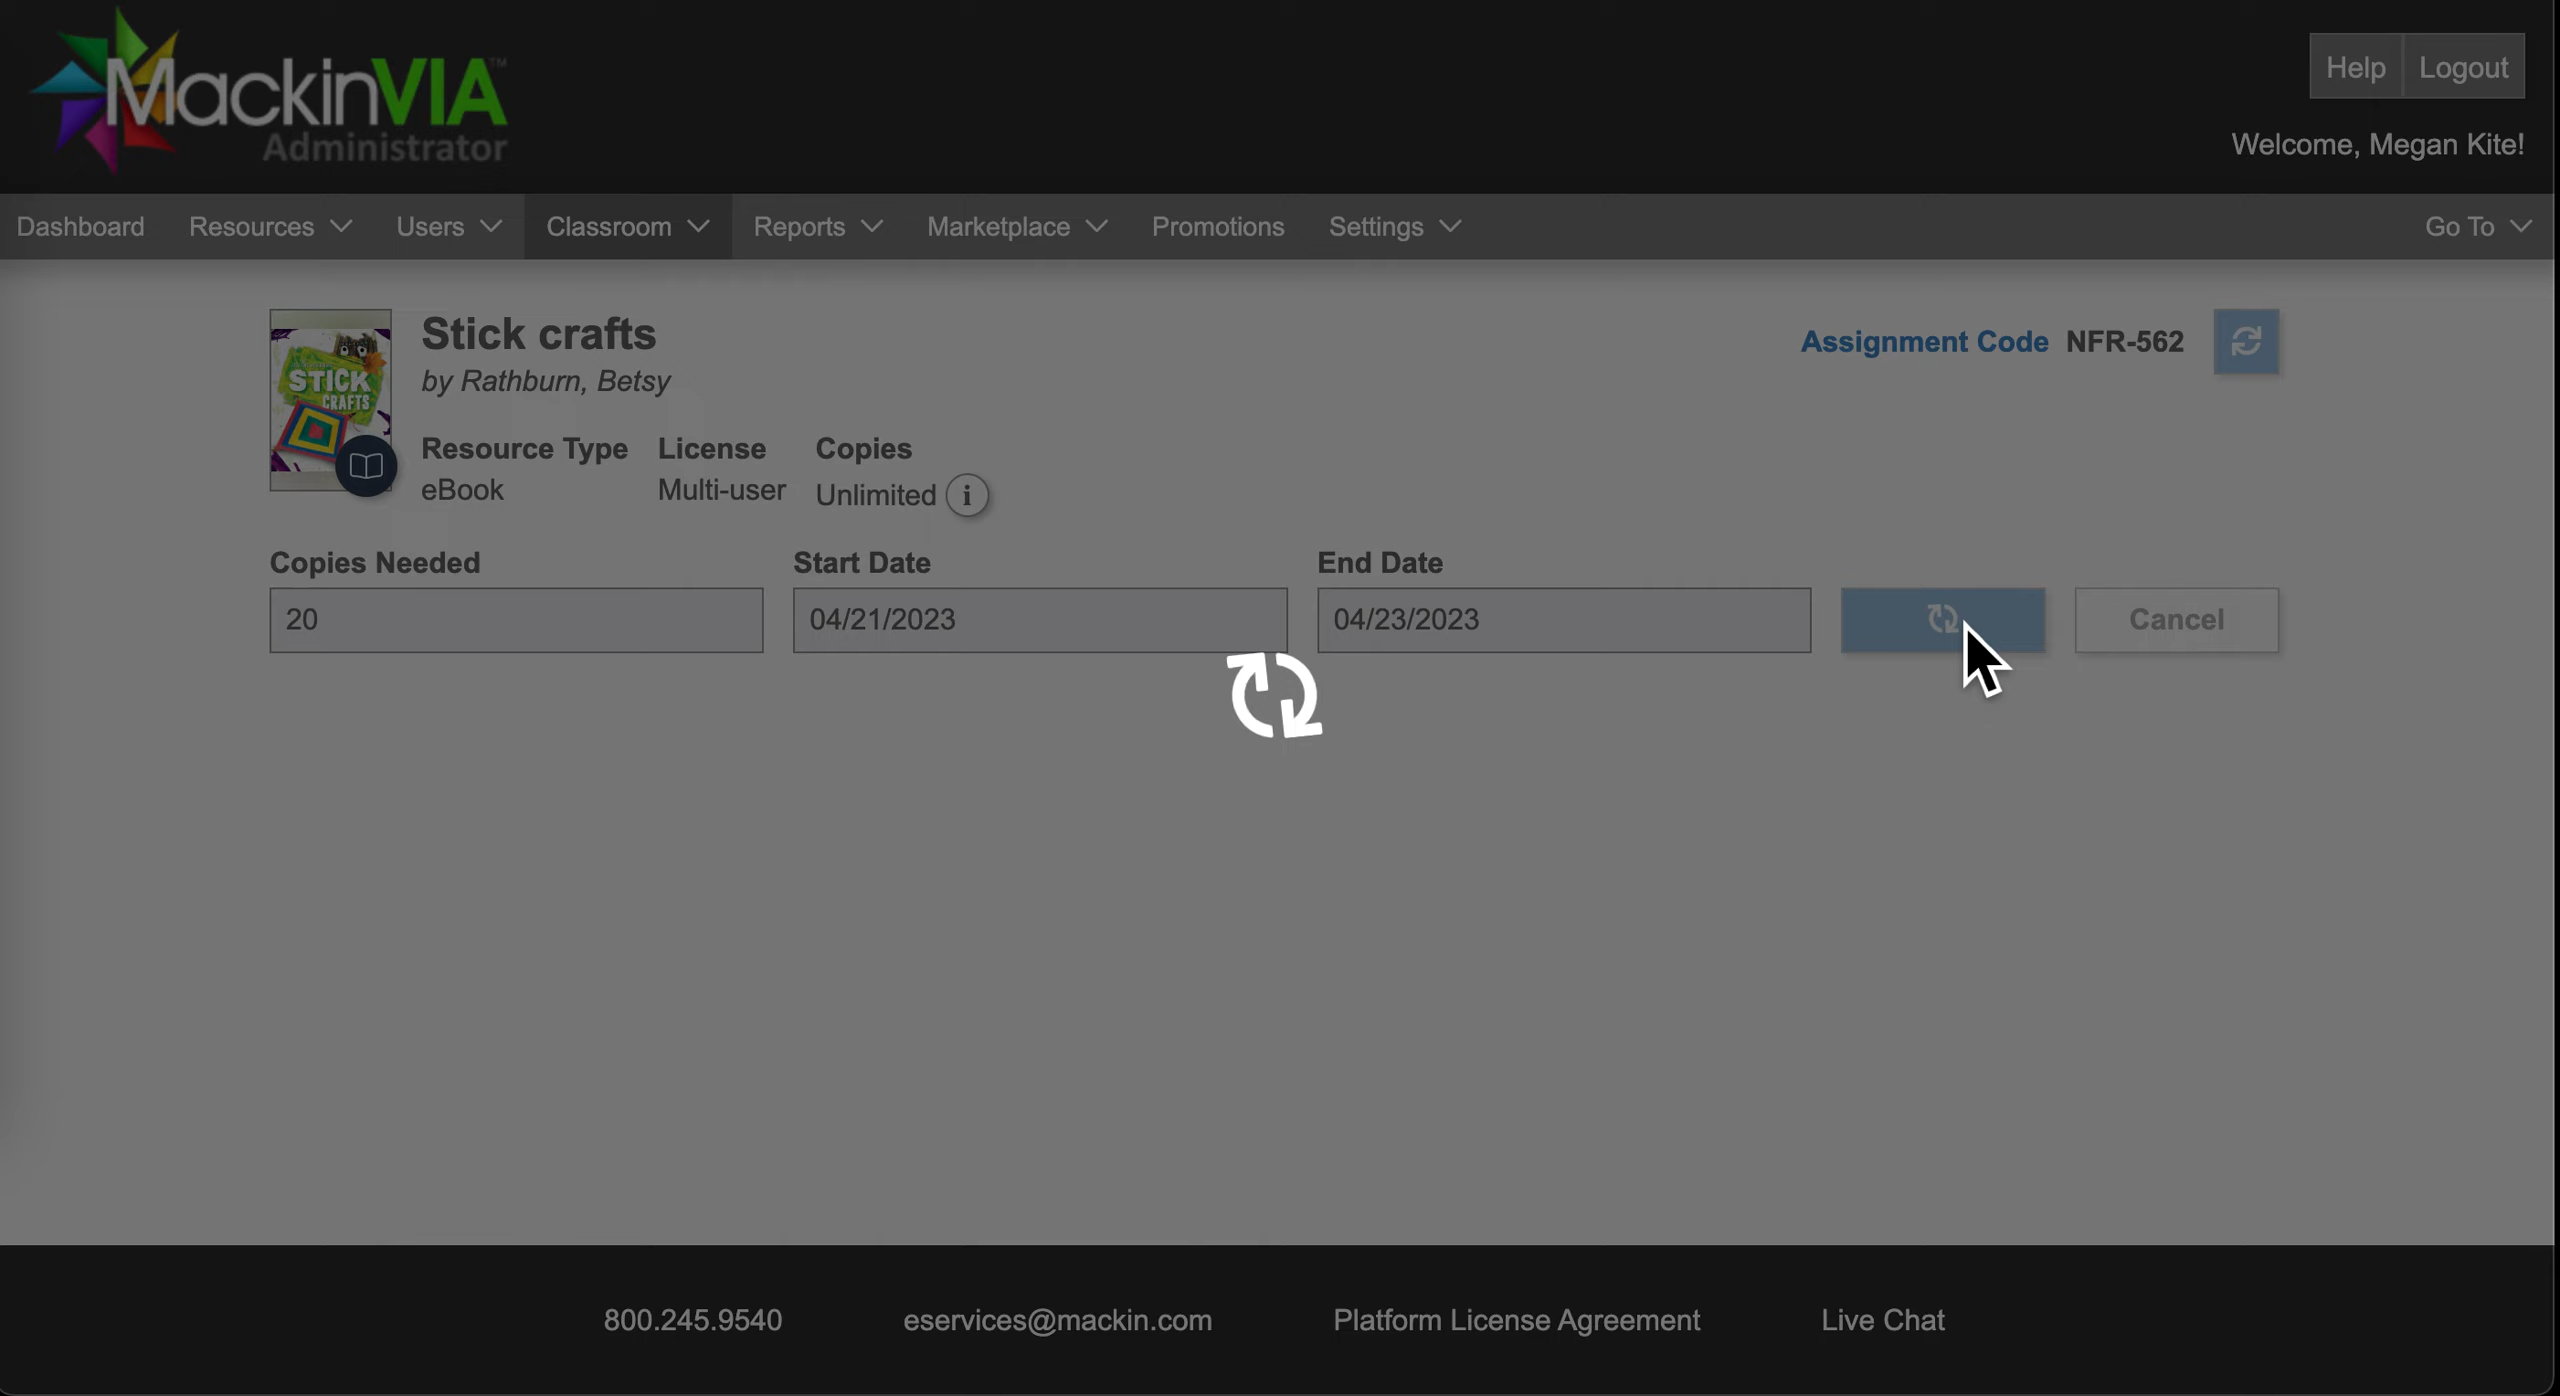 MackinVIA™
Administrator
Help Logout
Welcome, Megan Kite!
Dashboard Resources Users Classroom Reports Marketplace Promotions Settings Go To
STICK
CRAFTS
Stick crafts
by Rathburn, Betsy
Assignment Code NFR-562
Resource Type License Copies
eBook Multi-user Unlimited i
Copies Needed Start Date End Date
20 04/21/2023 04/23/2023 Cancel
800.245.9540 eservices@mackin.com Platform License Agreement Live Chat